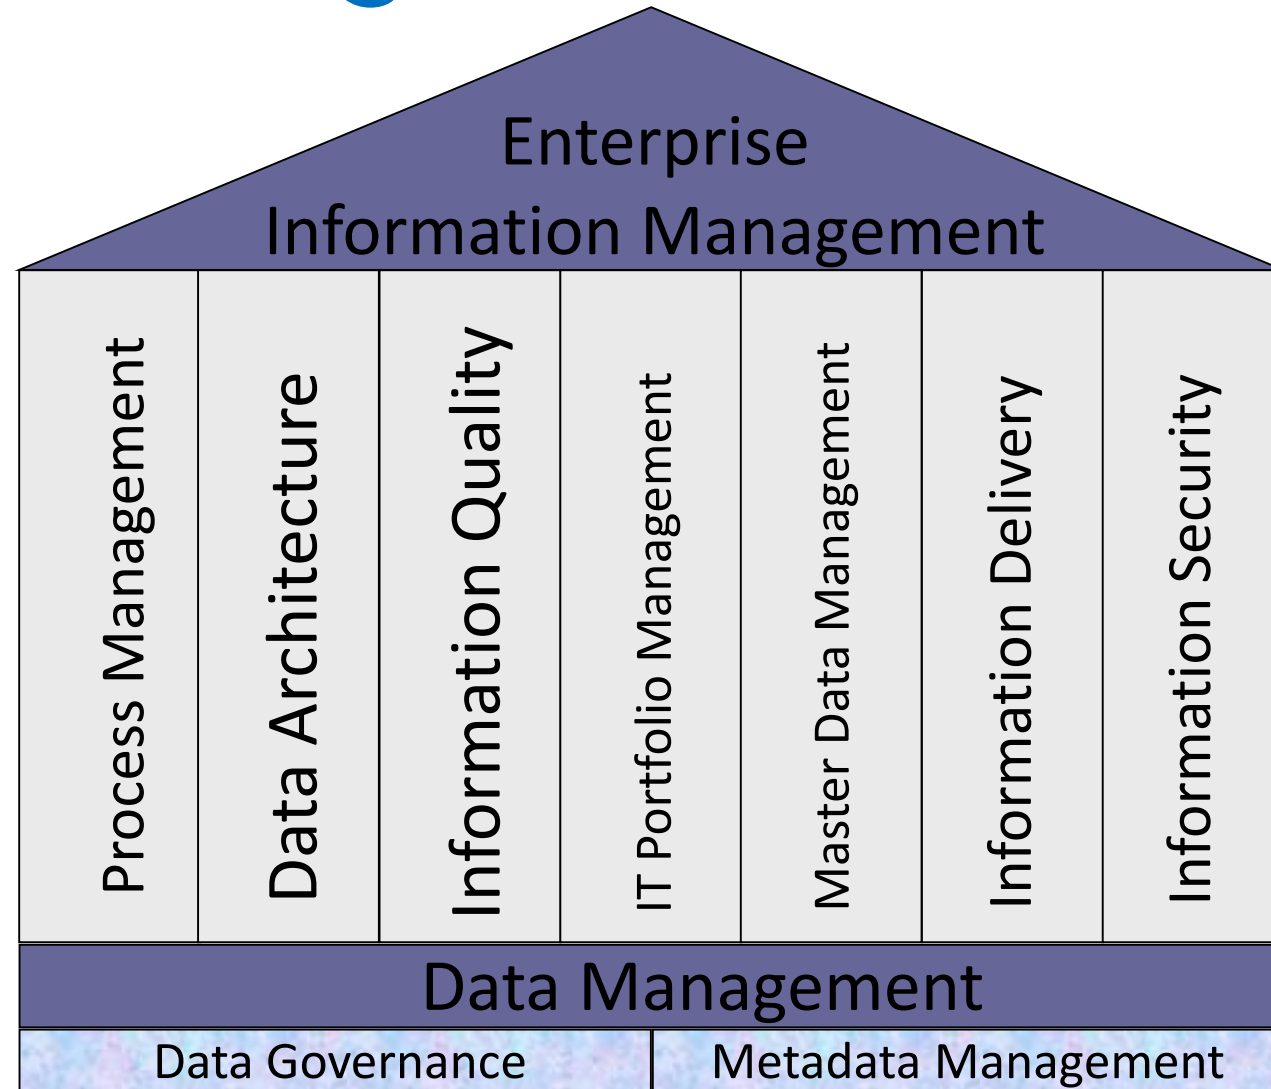 Enterprise
Information Management
Process Management
Data Architecture
Information Quality
IT Portfolio Management
Master Data Management
Information Delivery
Information Security
Data Management
Data Governance
Metadata Management